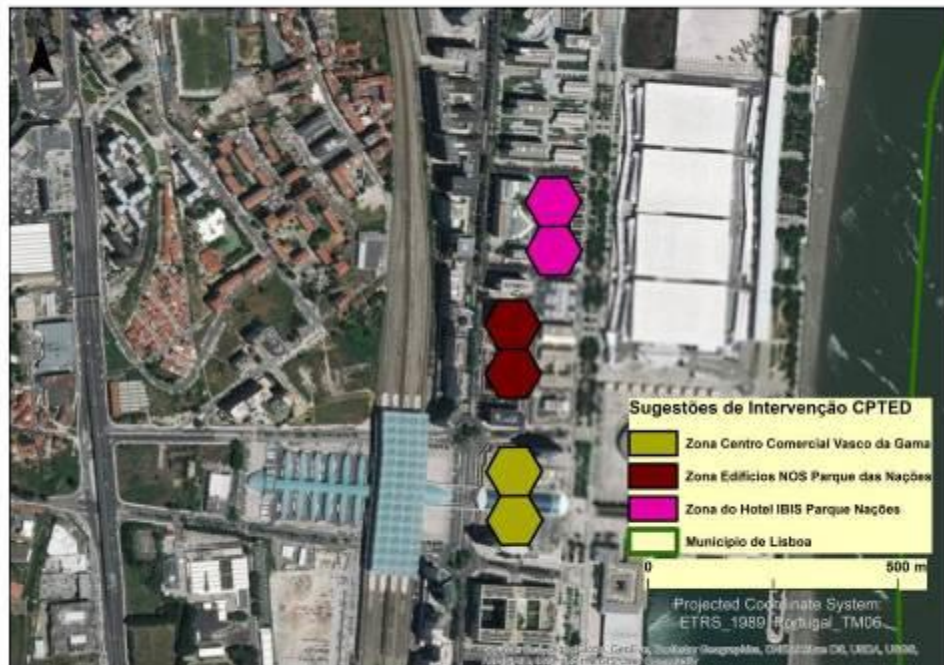 Sugestões de Intervenção CPTED
Zona Centro Comercial Vasco da Gama
Zona Edifícios NOS Parque das Nações
Zona do Hotel IBIS Parque Nações
Município de Lisboa
0 500 m
Projected Coordinate System:
ETRS_1989_Portugal_TM06